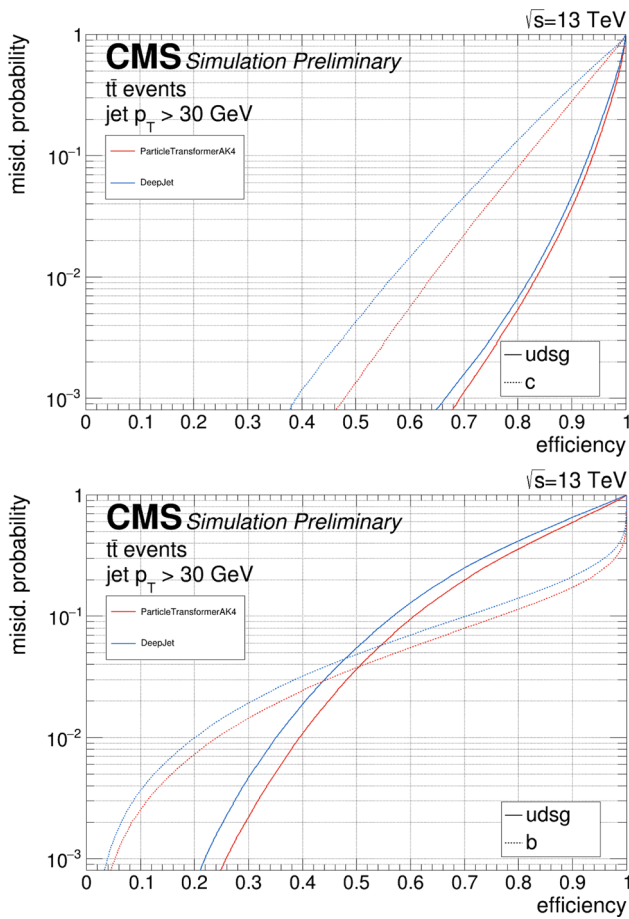 √s=13 TeV
CMS Simulation Preliminary
tt̄ events
jet p_T > 30 GeV
ParticleTransformerAK4
DeepJet
misid. probability
1
10⁻¹
10⁻²
10⁻³
udsg
c
0 0.1 0.2 0.3 0.4 0.5 0.6 0.7 0.8 0.9 1
efficiency
√s=13 TeV
CMS Simulation Preliminary
tt̄ events
jet p_T > 30 GeV
ParticleTransformerAK4
DeepJet
misid. probability
1
10⁻¹
10⁻²
10⁻³
udsg
b
0 0.1 0.2 0.3 0.4 0.5 0.6 0.7 0.8 0.9 1
efficiency